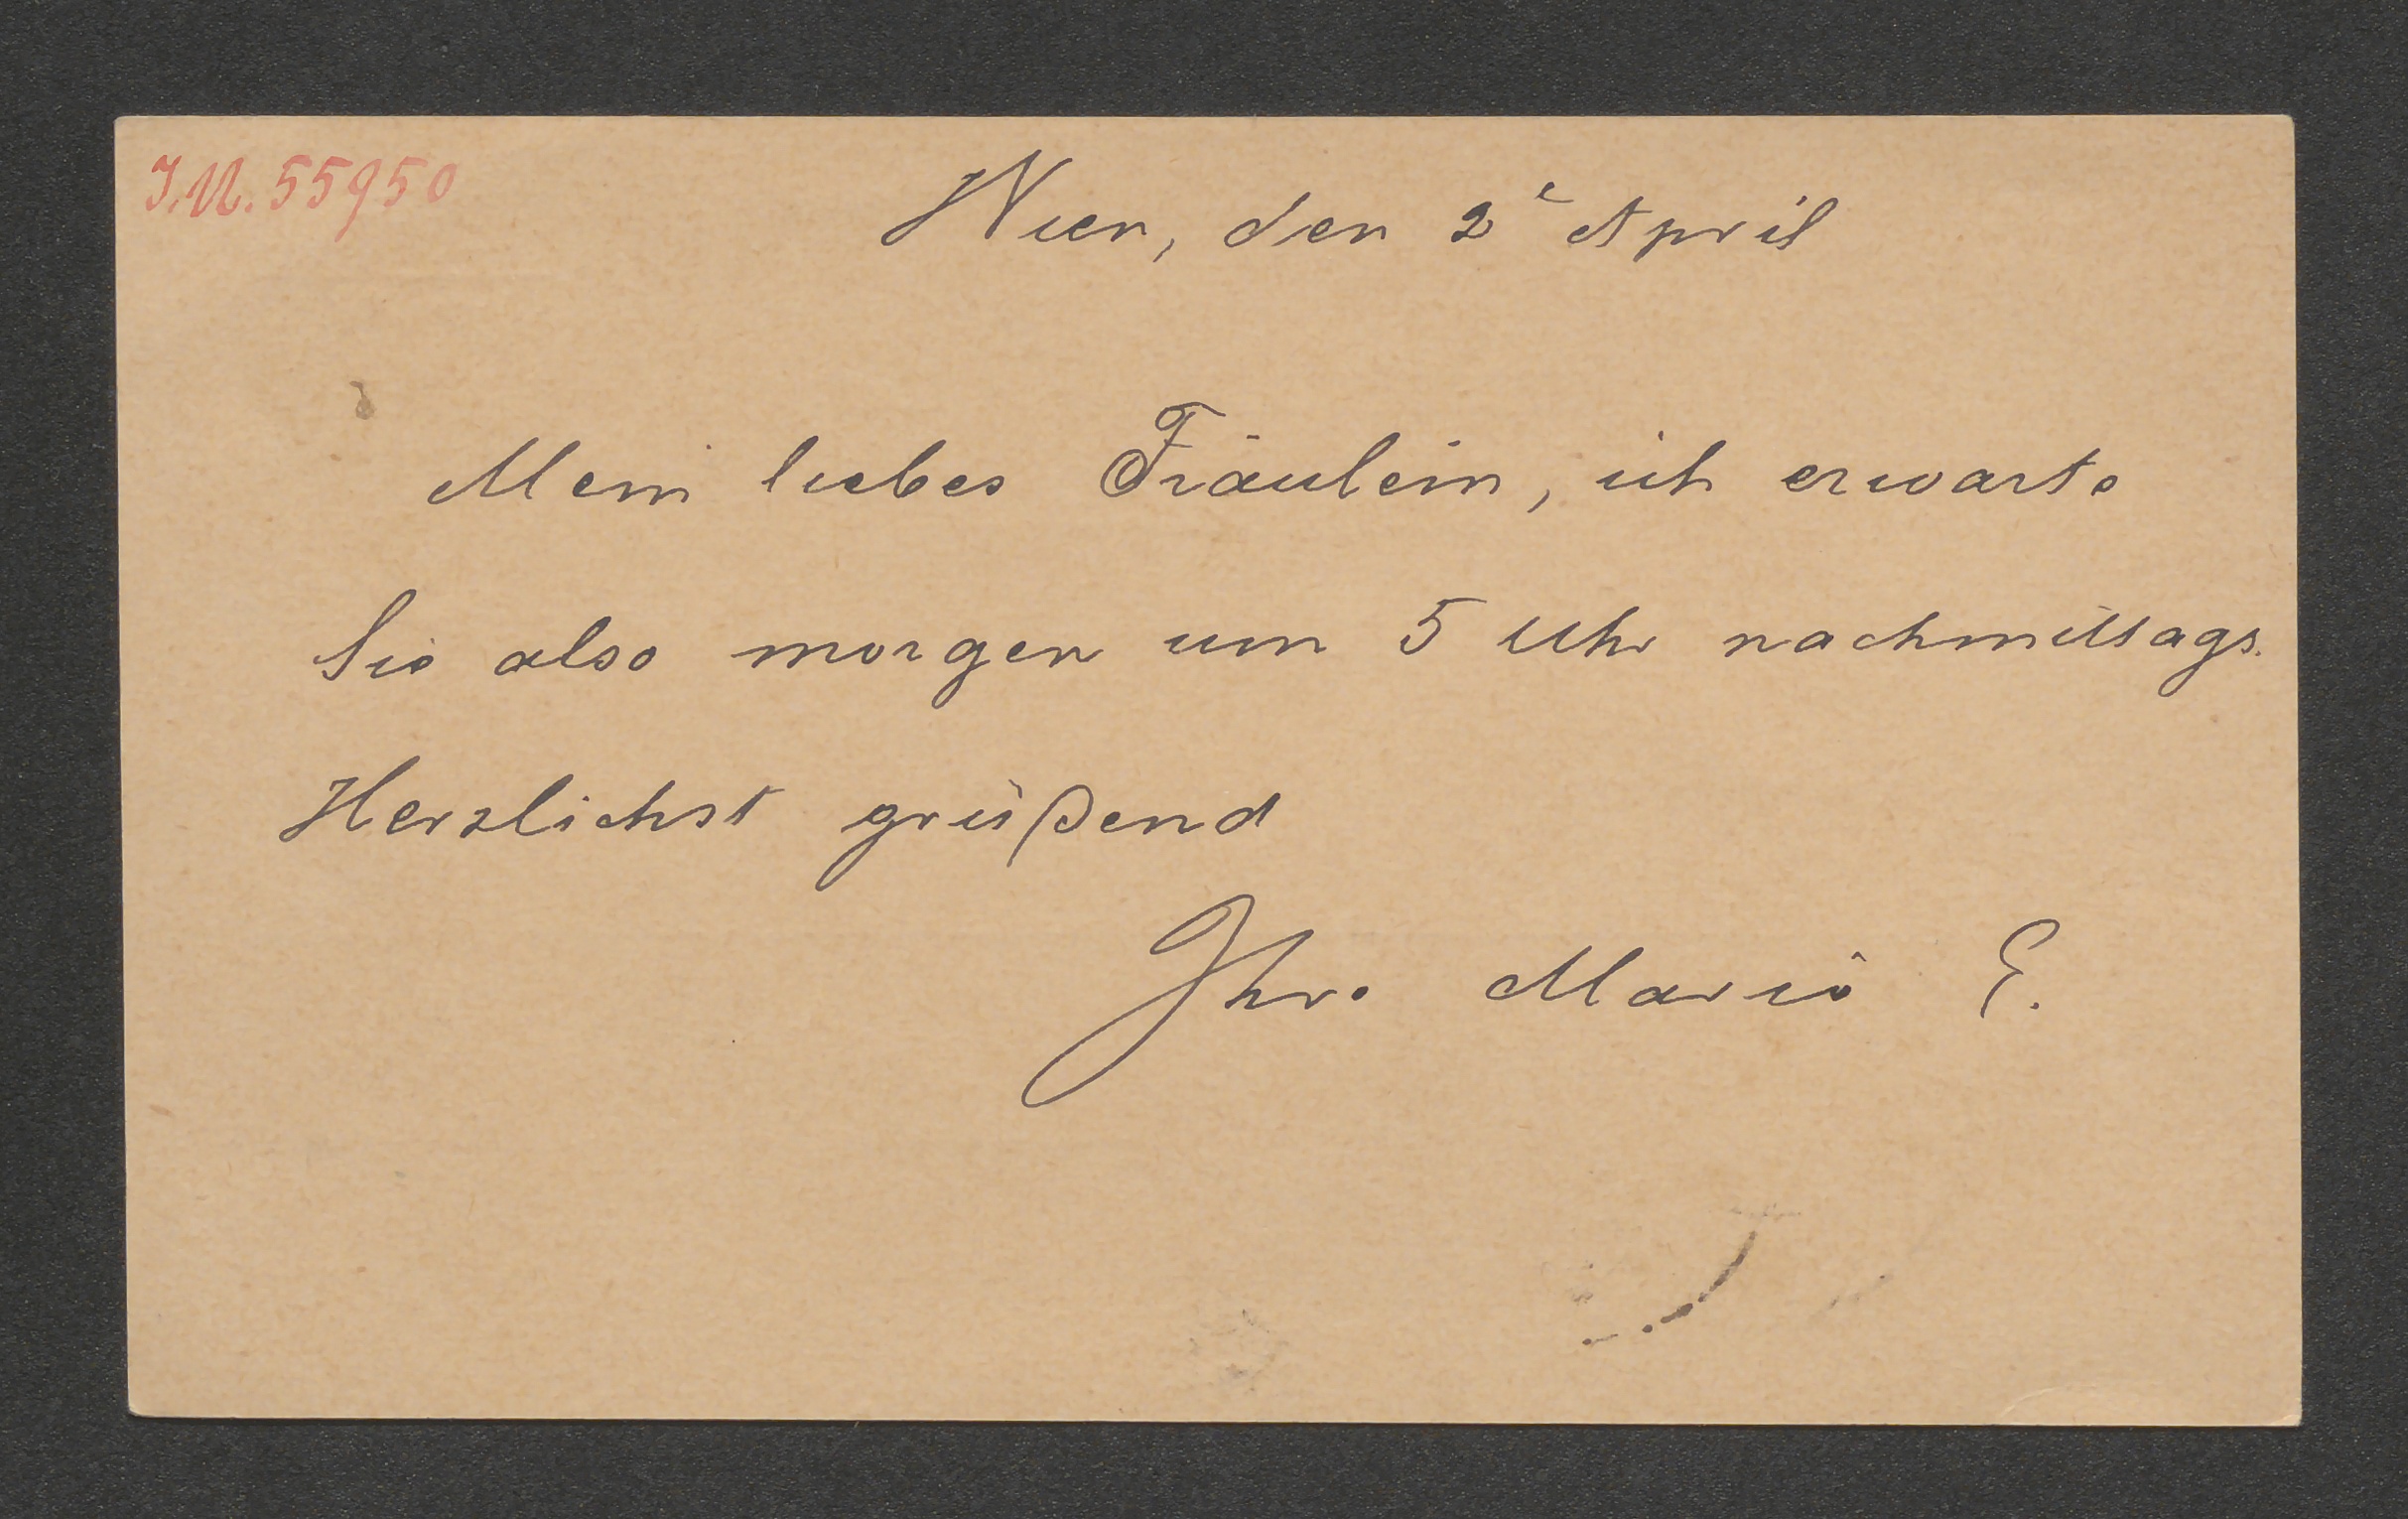 I.N. 55950
Wien, den 2e April
Mein liebes Fräulein, ich erwarte
Sie also morgen um 5 Uhr nachmittags.
Herzlichst grüßend
Ihre Marie E.